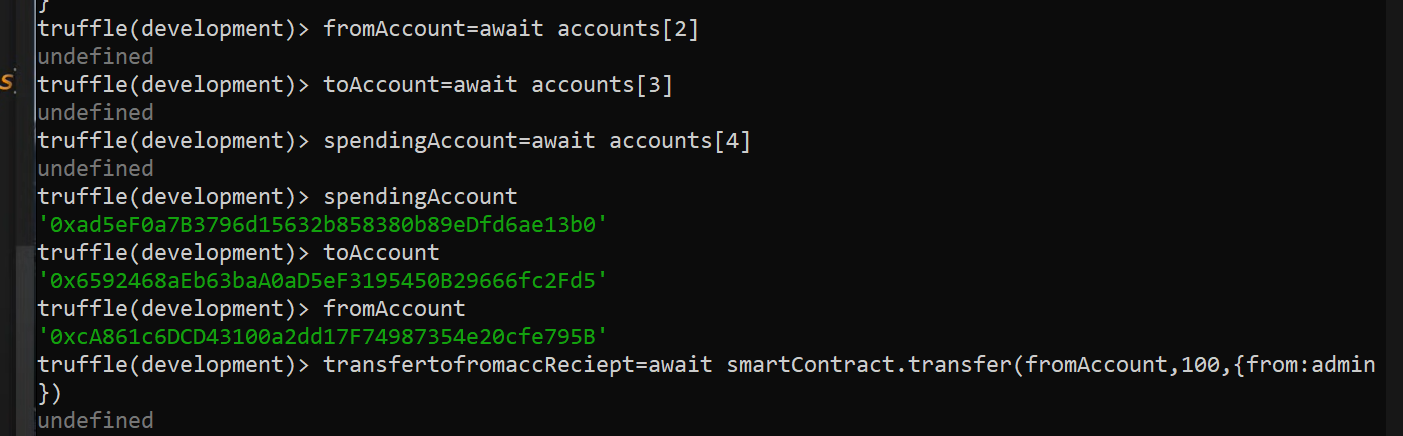 }
truffle(development)> fromAccount=await accounts[2]
undefined
truffle(development)> toAccount=await accounts[3]
undefined
truffle(development)> spendingAccount=await accounts[4]
undefined
truffle(development)> spendingAccount
'0xad5eF0a7B3796d15632b858380b89eDfd6ae13b0'
truffle(development)> toAccount
'0x6592468aEb63baA0aD5eF3195450B29666fc2Fd5'
truffle(development)> fromAccount
'0xcA861c6DCD43100a2dd17F74987354e20cfe795B'
truffle(development)> transfertofromaccReciept=await smartContract.transfer(fromAccount,100,{from:admin
})
undefined